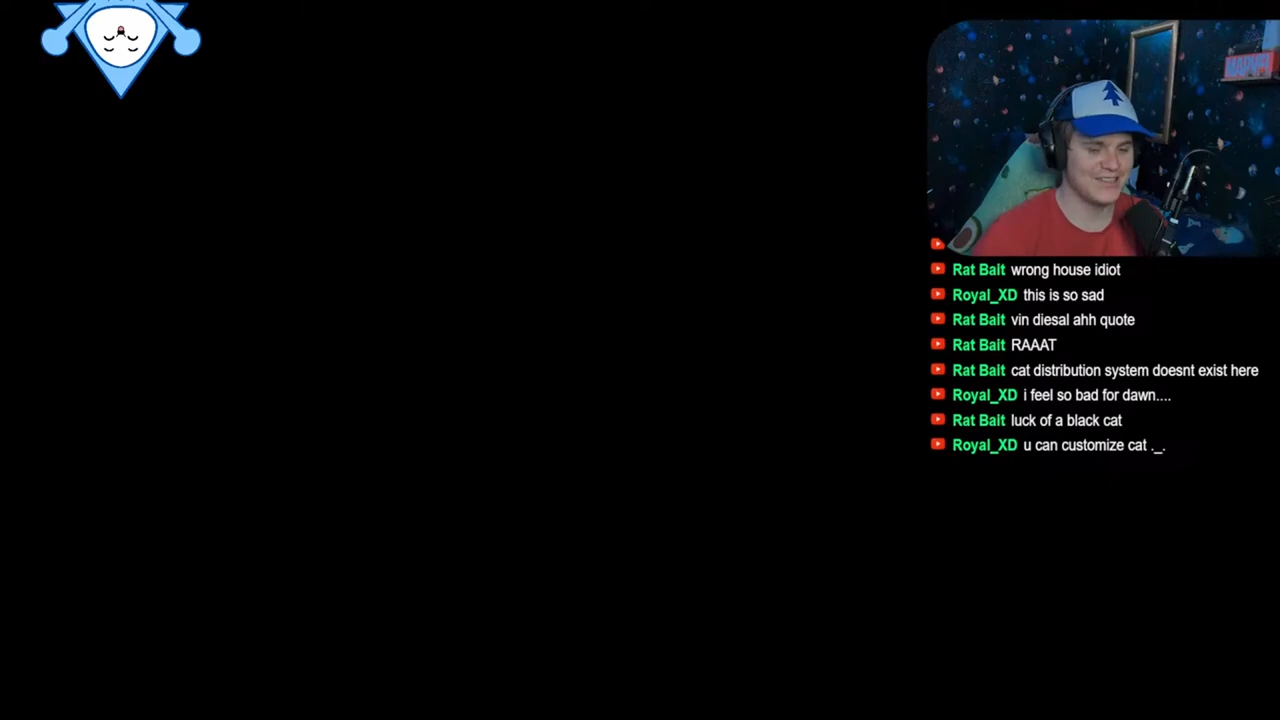 MARVEL
Rat Bait wrong house idiot
Royal_XD this is so sad
Rat Bait vin diesal ahh quote
Rat Bait RAAAT
Rat Bait cat distribution system doesnt exist here
Royal_XD i feel so bad for dawn....
Rat Bait luck of a black cat
Royal_XD u can customize cat ._.